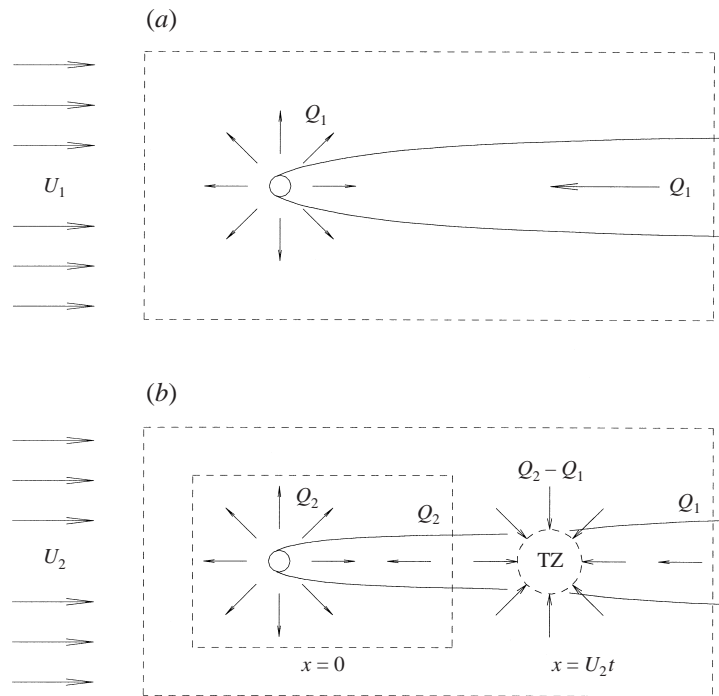 (a)
Q₁
U₁
Q₁
(b)
Q₂ − Q₁
Q₂
Q₂
Q₁
U₂
TZ
x = 0
x = U₂t